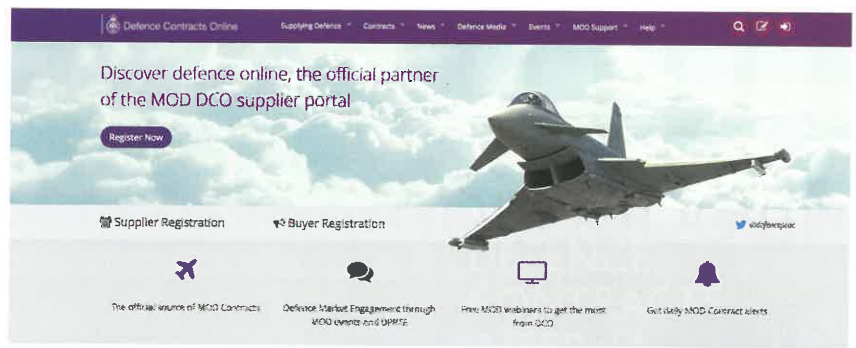 Defence Contracts Online
Supplying Defence Contracts News Defence Media Events MOD Support Help
Discover defence online, the official partner
of the MOD DCO supplier portal
Register Now
Supplier Registration Buyer Registration
The official source of MOD Contracts
Defence Market Engagement through
MOD events and DPRTE
Free MOD webinars to get the most
from DCO
Get daily MOD Contract alerts